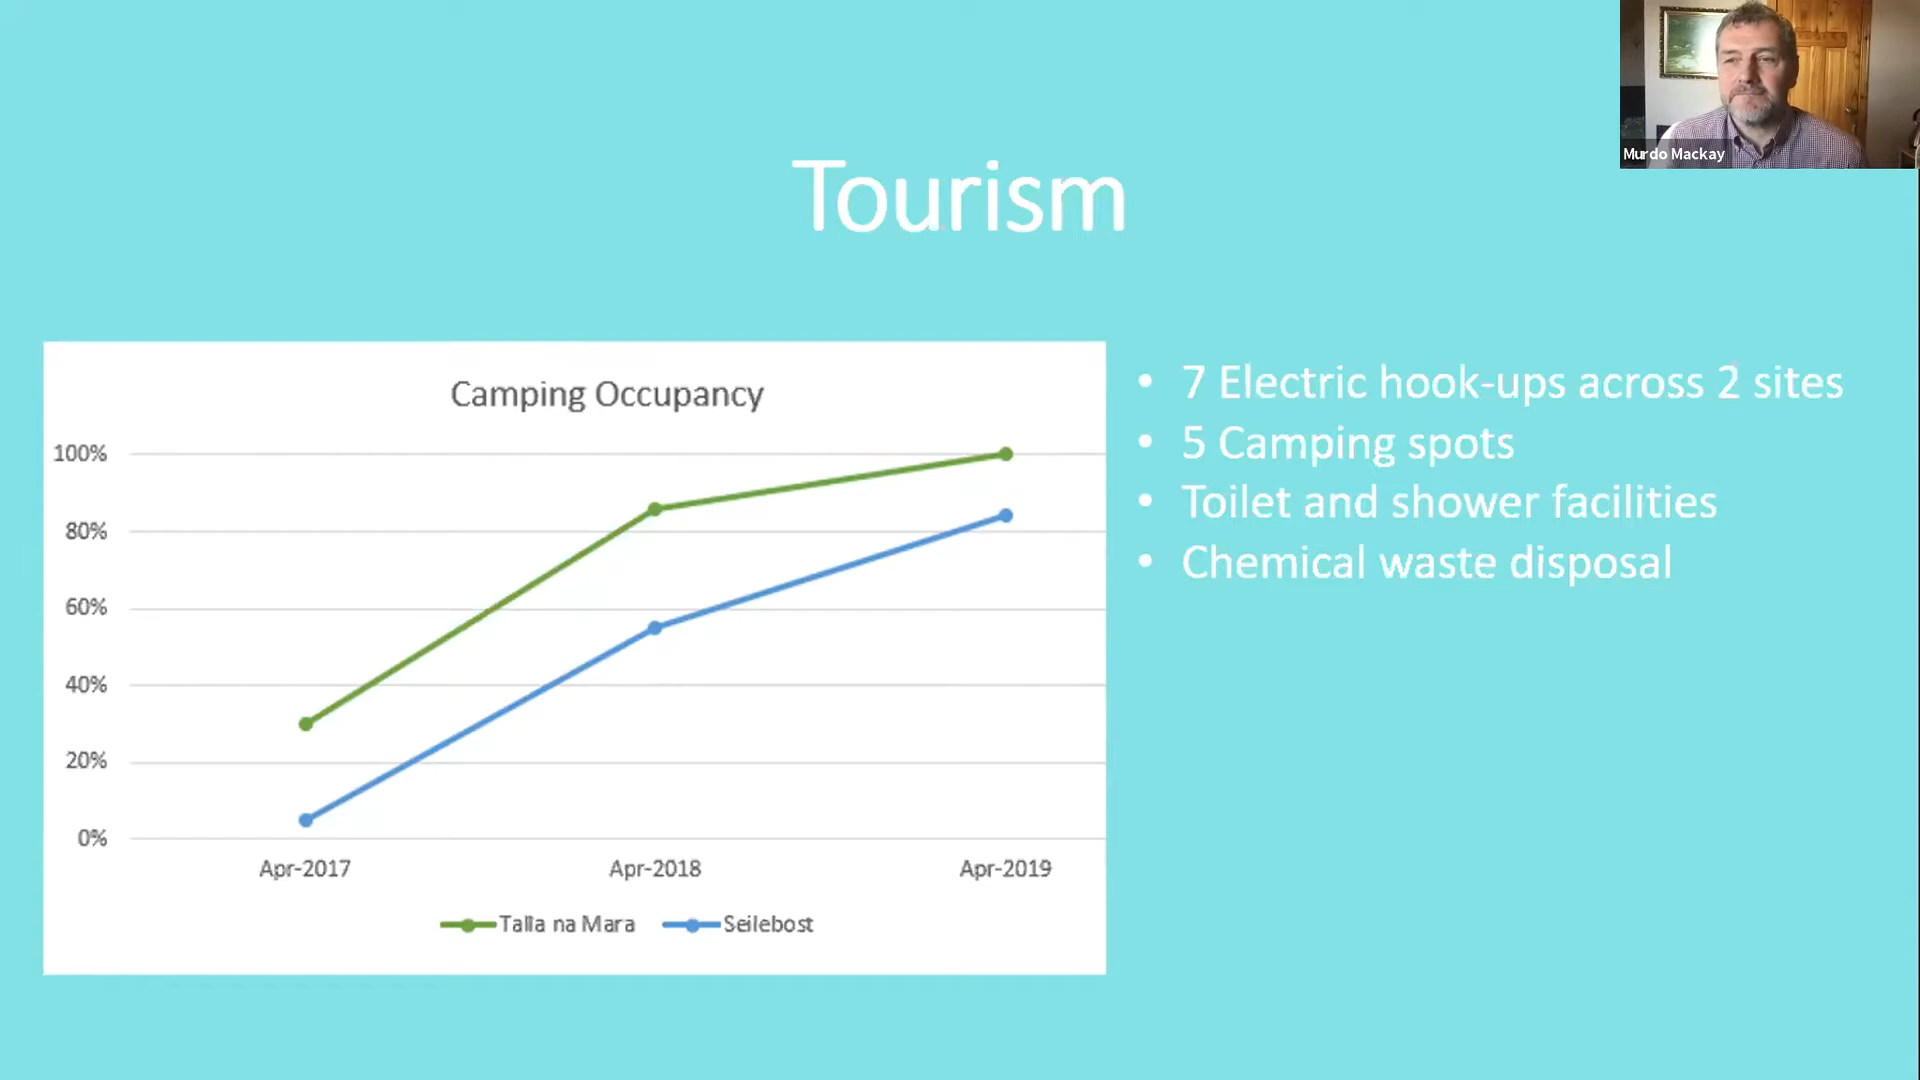 Murdo Mackay
Tourism
Camping Occupancy
100%
80%
60%
40%
20%
0%
Apr-2017 Apr-2018 Apr-2019
Talla na Mara Seilebost
• 7 Electric hook-ups across 2 sites
• 5 Camping spots
• Toilet and shower facilities
• Chemical waste disposal